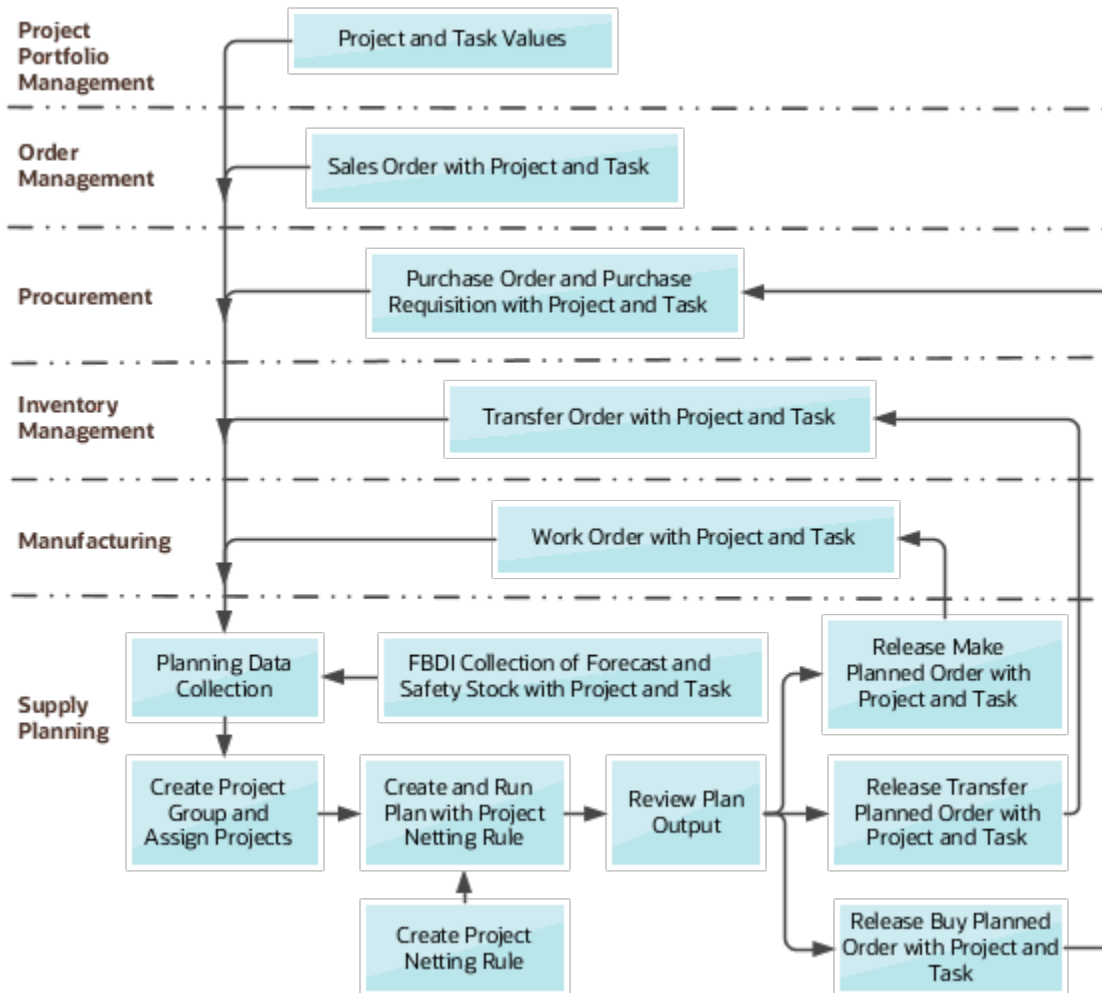 Project
Portfolio
Management
Project and Task Values
Order
Management
Sales Order with Project and Task
Procurement
Purchase Order and Purchase
Requisition with Project and Task
Inventory
Management
Transfer Order with Project and Task
Manufacturing
Work Order with Project and Task
Supply
Planning
Planning Data
Collection
FBDI Collection of Forecast and
Safety Stock with Project and Task
Release Make
Planned Order with
Project and Task
Create Project
Group and
Assign Projects
Create and Run
Plan with Project
Netting Rule
Review Plan
Output
Release Transfer
Planned Order with
Project and Task
Create Project
Netting Rule
Release Buy Planned
Order with Project and
Task